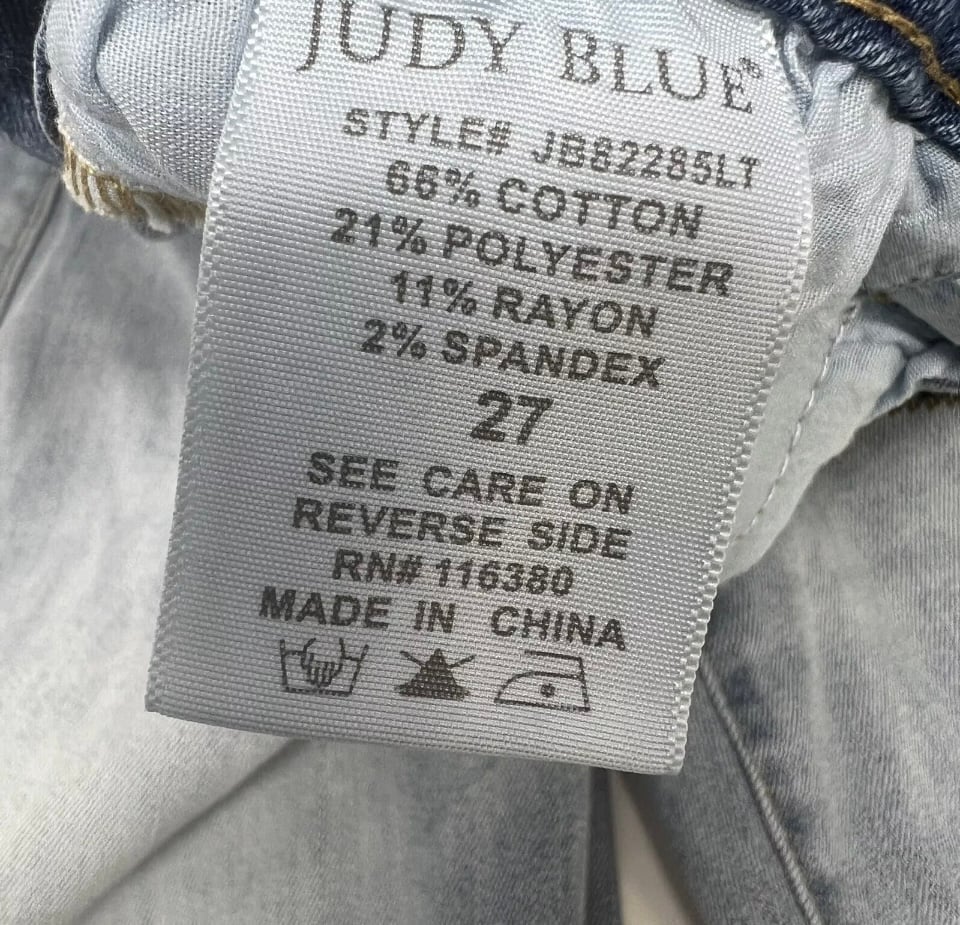 JUDY BLUE®
STYLE# JB82285LT
66% COTTON
21% POLYESTER
11% RAYON
2% SPANDEX
27
SEE CARE ON
REVERSE SIDE
RN# 116380
MADE IN CHINA